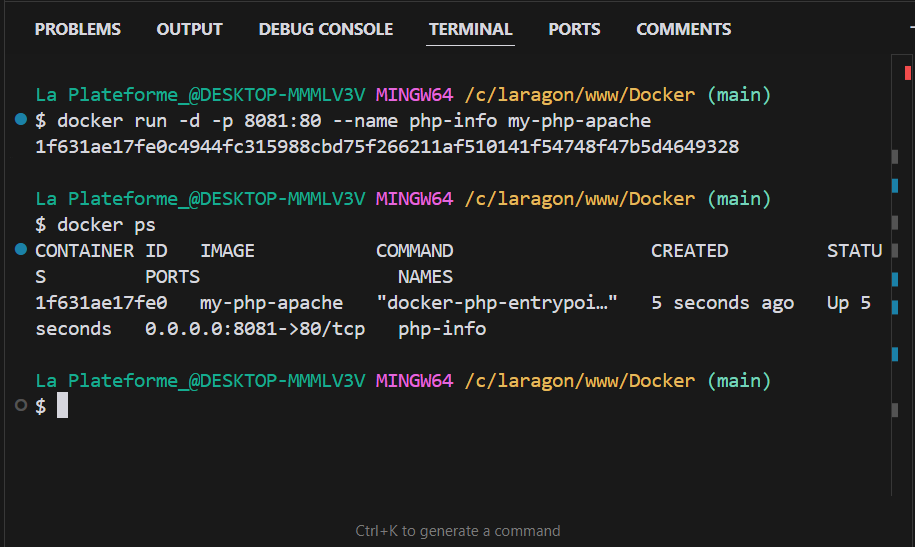 PROBLEMS OUTPUT DEBUG CONSOLE TERMINAL PORTS COMMENTS
La Plateforme_@DESKTOP-MMMLV3V MINGW64 /c/laragon/www/Docker (main)
$ docker run -d -p 8081:80 --name php-info my-php-apache
1f631ae17fe0c4944fc315988cbd75f266211af510141f54748f47b5d4649328
La Plateforme_@DESKTOP-MMMLV3V MINGW64 /c/laragon/www/Docker (main)
$ docker ps
CONTAINER ID   IMAGE           COMMAND                  CREATED         STATU
S         PORTS                  NAMES
1f631ae17fe0   my-php-apache   "docker-php-entrypoi…"   5 seconds ago   Up 5
seconds   0.0.0.0:8081->80/tcp   php-info
La Plateforme_@DESKTOP-MMMLV3V MINGW64 /c/laragon/www/Docker (main)
$
Ctrl+K to generate a command